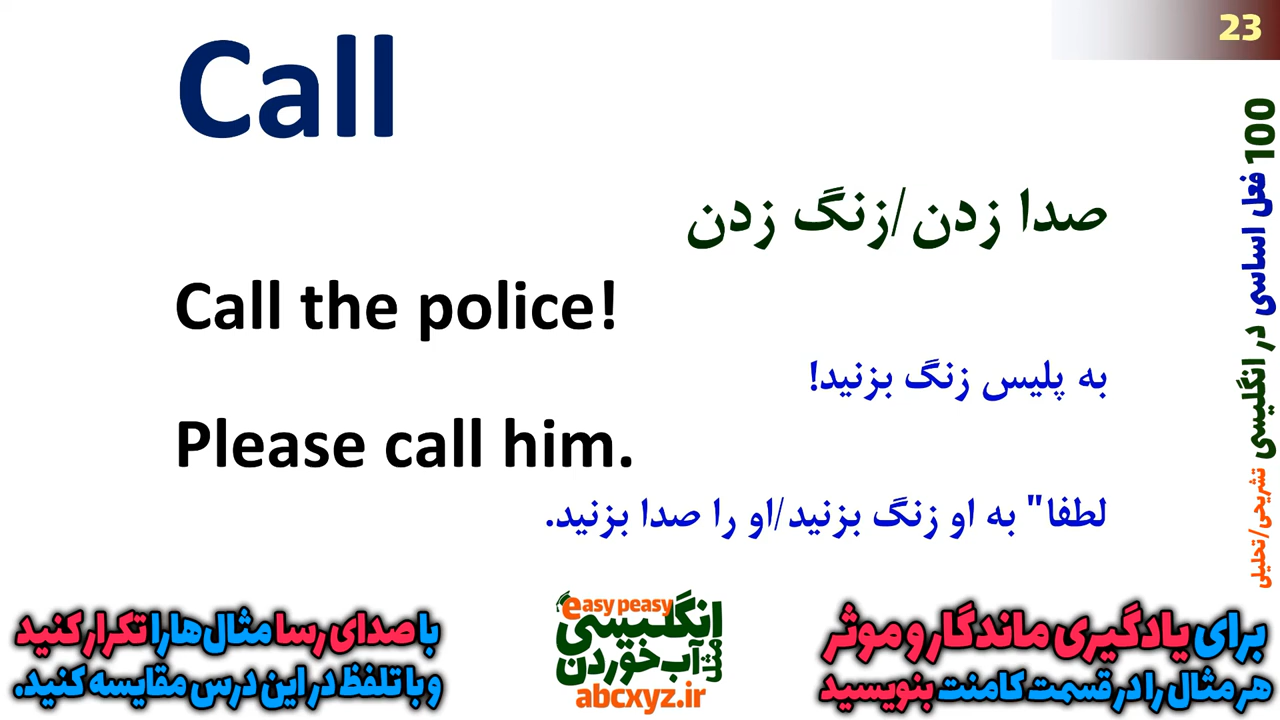 23
Call
صدا زدن/زنگ زدن
Call the police!
به پلیس زنگ بزنید!
Please call him.
لطفا" به او زنگ بزنید/او را صدا بزنید.
100 فعل اساسی در انگلیسی تشریحی/تحلیلی
برای یادگیری ماندگار و موثر
هر مثال را در قسمت کامنت بنویسید
easy peasy
انگلیسی
مثل آب خوردن
abcxyz.ir
با صدای رسا مثال‌ها را تکرار کنید
و با تلفظ در این درس مقایسه کنید.